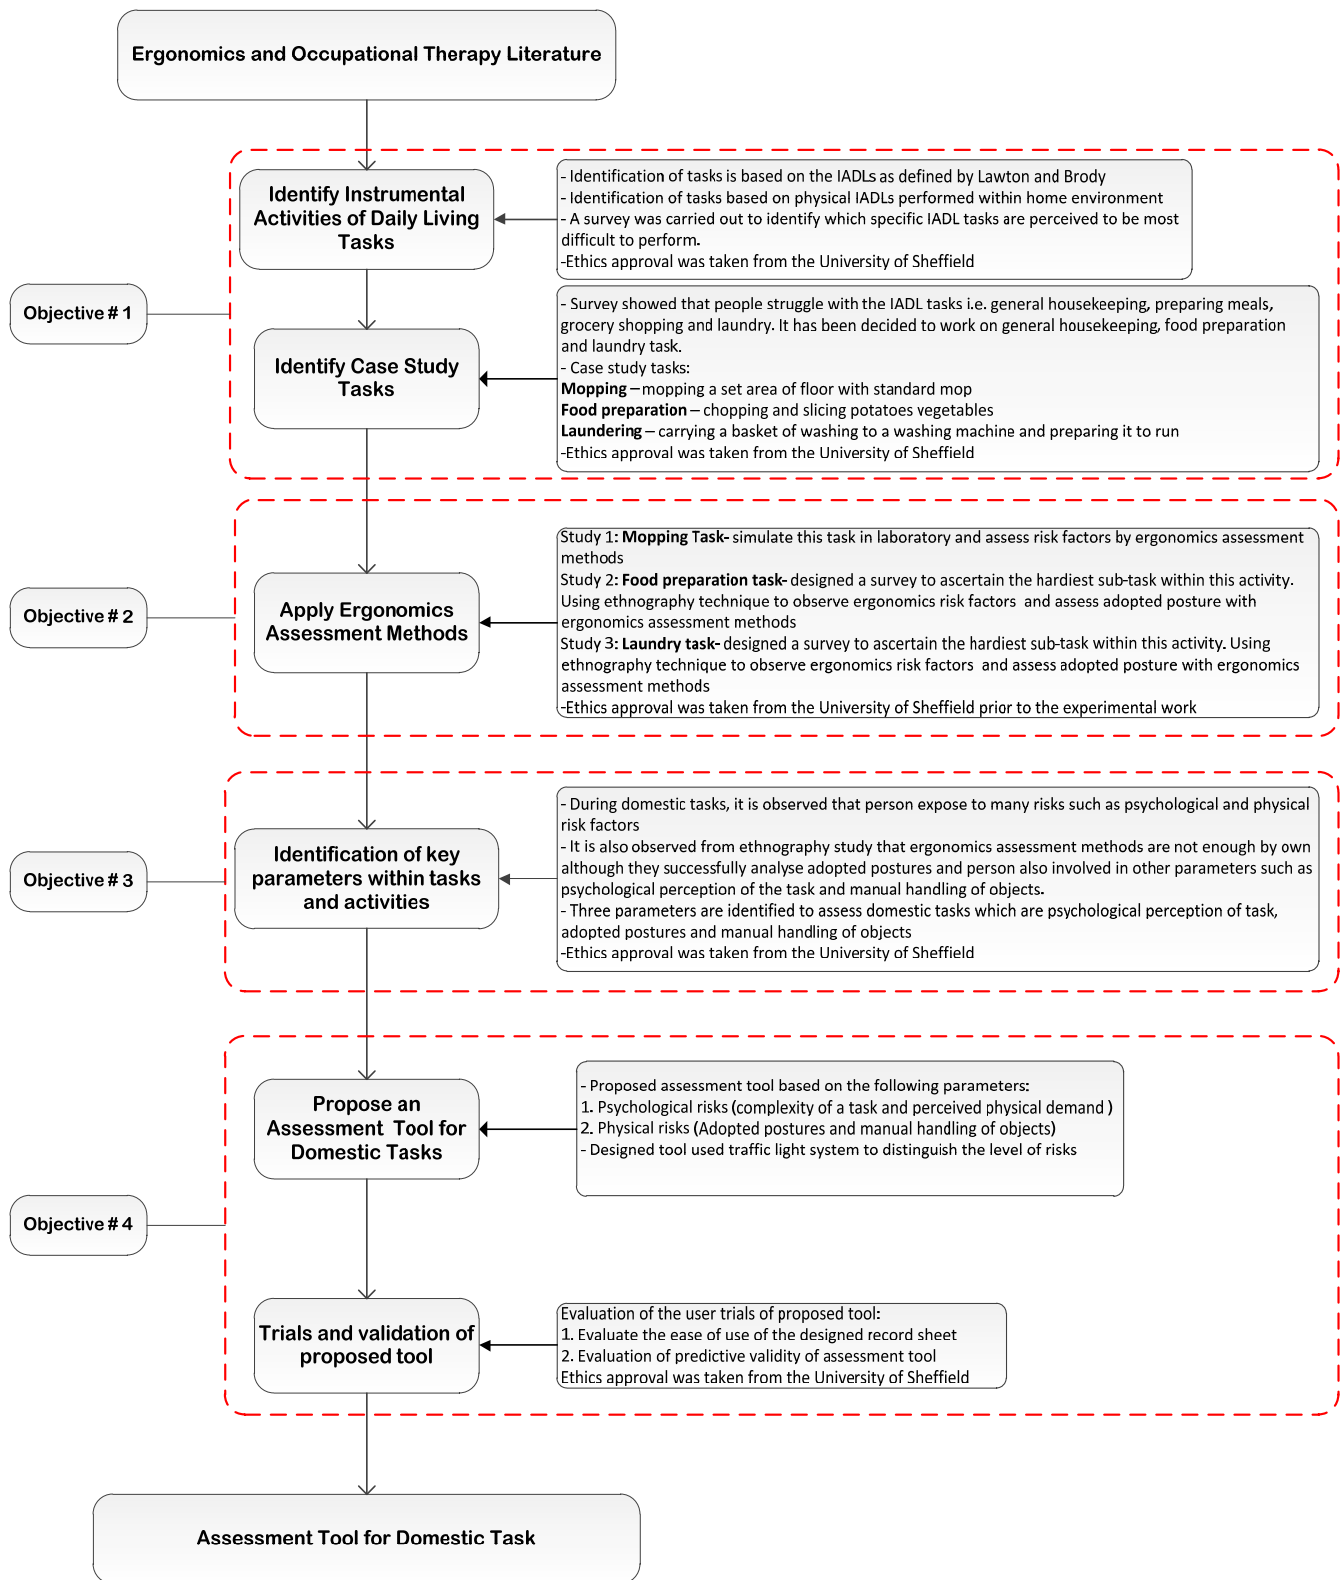 Ergonomics and Occupational Therapy Literature
Identify Instrumental
Activities of Daily Living
Tasks
- Identification of tasks is based on the IADLs as defined by Lawton and Brody
- Identification of tasks based on physical IADLs performed within home environment
- A survey was carried out to identify which specific IADL tasks are perceived to be most
difficult to perform.
-Ethics approval was taken from the University of Sheffield
Objective # 1
Identify Case Study
Tasks
- Survey showed that people struggle with the IADL tasks i.e. general housekeeping, preparing meals,
grocery shopping and laundry. It has been decided to work on general housekeeping, food preparation
and laundry task.
- Case study tasks:
Mopping – mopping a set area of floor with standard mop
Food preparation – chopping and slicing potatoes vegetables
Laundering – carrying a basket of washing to a washing machine and preparing it to run
-Ethics approval was taken from the University of Sheffield
Objective # 2
Apply Ergonomics
Assessment Methods
Study 1: Mopping Task- simulate this task in laboratory and assess risk factors by ergonomics assessment
methods
Study 2: Food preparation task- designed a survey to ascertain the hardiest sub-task within this activity.
Using ethnography technique to observe ergonomics risk factors and assess adopted posture with
ergonomics assessment methods
Study 3: Laundry task- designed a survey to ascertain the hardiest sub-task within this activity. Using
ethnography technique to observe ergonomics risk factors and assess adopted posture with ergonomics
assessment methods
-Ethics approval was taken from the University of Sheffield prior to the experimental work
Objective # 3
Identification of key
parameters within tasks
and activities
- During domestic tasks, it is observed that person expose to many risks such as psychological and physical
risk factors
- It is also observed from ethnography study that ergonomics assessment methods are not enough by own
although they successfully analyse adopted postures and person also involved in other parameters such as
psychological perception of the task and manual handling of objects.
- Three parameters are identified to assess domestic tasks which are psychological perception of task,
adopted postures and manual handling of objects
-Ethics approval was taken from the University of Sheffield
Objective # 4
Propose an
Assessment Tool for
Domestic Tasks
- Proposed assessment tool based on the following parameters:
1. Psychological risks (complexity of a task and perceived physical demand )
2. Physical risks (Adopted postures and manual handling of objects)
- Designed tool used traffic light system to distinguish the level of risks
Trials and validation of
proposed tool
Evaluation of the user trials of proposed tool:
1. Evaluate the ease of use of the designed record sheet
2. Evaluation of predictive validity of assessment tool
Ethics approval was taken from the University of Sheffield
Assessment Tool for Domestic Task